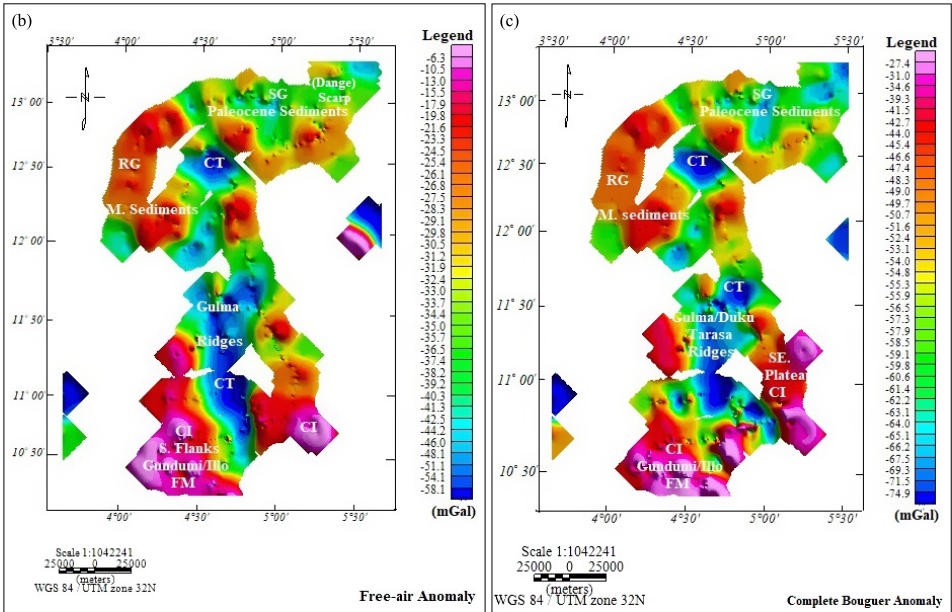 (b)
3°30' 4°00' 4°30' 5°00' 5°30'
13° 00'
12° 30'
12° 00'
11° 30'
11° 00'
10° 30'
4°00' 4°30' 5°00' 5°30'
N
SG
(Dange)
Scarp
Paleocene Sediments
CT
RG
M. Sediments
Gulma
Ridges
CT
CI
CI
S. Flanks
Gundumi/Illo
FM
Legend
-6.3
-10.5
-13.0
-15.5
-17.9
-19.8
-21.6
-23.3
-24.5
-25.5
-26.1
-26.8
-27.5
-28.3
-29.1
-29.8
-30.5
-31.2
-31.9
-32.4
-33.0
-33.7
-34.4
-35.0
-35.7
-36.5
-37.4
-38.2
-39.2
-40.2
-41.3
-42.3
-43.5
-44.9
-46.0
-48.0
-51.1
-54.1
-58.1
(mGal)
Scale 1:1042241
25000 0 25000
(meters)
WGS 84 / UTM zone 32N
Free-air Anomaly
(c)
3°30' 4°00' 4°30' 5°00' 5°30'
13° 00'
12° 30'
12° 00'
11° 30'
11° 00'
10° 30'
4°00' 4°30' 5°00' 5°30'
N
SG
Paleocene Sediments
CT
RG
M. sediments
CT
Gulma/Duku
Tarasa
Ridges
SE.
Platea
CI
CI
Gundumi/Illo
FM
Legend
-27.4
-31.0
-34.6
-39.3
-41.5
-42.7
-44.0
-45.4
-46.6
-47.3
-48.3
-49.0
-49.7
-50.7
-51.6
-52.4
-53.1
-54.0
-54.8
-55.3
-55.9
-56.5
-57.3
-57.9
-58.5
-59.1
-59.8
-60.6
-61.4
-62.2
-63.1
-64.0
-65.1
-66.2
-67.5
-69.3
-71.3
-74.9
(mGal)
Scale 1:1042241
25000 0 25000
(meters)
WGS 84 / UTM zone 32N
Complete Bouguer Anomaly